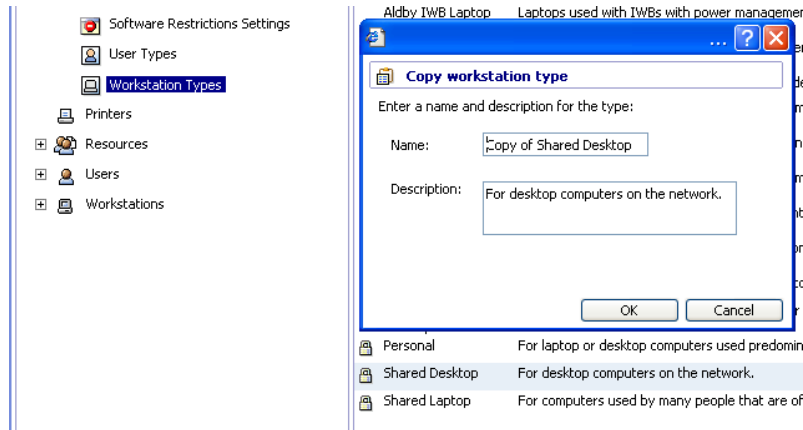 Software Restrictions Settings
User Types
Workstation Types
Printers
Resources
Users
Workstations
Aldby IWB Laptop Laptops used with IWBs with power
...
Copy workstation type
Enter a name and description for the type:
Name: Copy of Shared Desktop
Description: For desktop computers on the network.
OK Cancel
Personal For laptop or desktop computers used
Shared Desktop For desktop computers on the network.
Shared Laptop For computers used by many people that are of